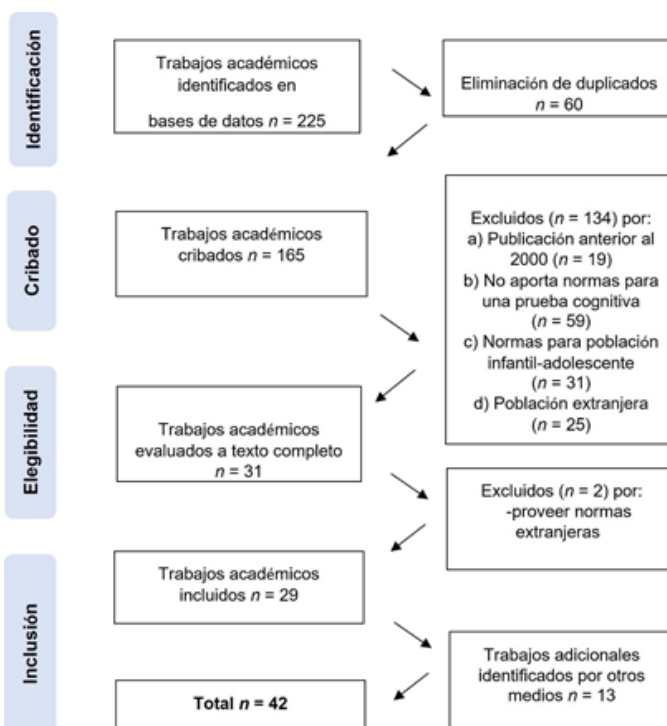 Identificación
Trabajos académicos
identificados en
bases de datos n = 225
Eliminación de duplicados
n = 60
Cribado
Trabajos académicos
cribados n = 165
Excluidos (n = 134) por:
a) Publicación anterior al
2000 (n = 19)
b) No aporta normas para
una prueba cognitiva
(n = 59)
c) Normas para población
infantil-adolescente
(n = 31)
d) Población extranjera
(n = 25)
Elegibilidad
Trabajos académicos
evaluados a texto completo
n = 31
Excluidos (n = 2) por:
-proveer normas
extranjeras
Inclusión
Trabajos académicos
incluidos n = 29
Trabajos adicionales
identificados por otros
medios n = 13
Total n = 42